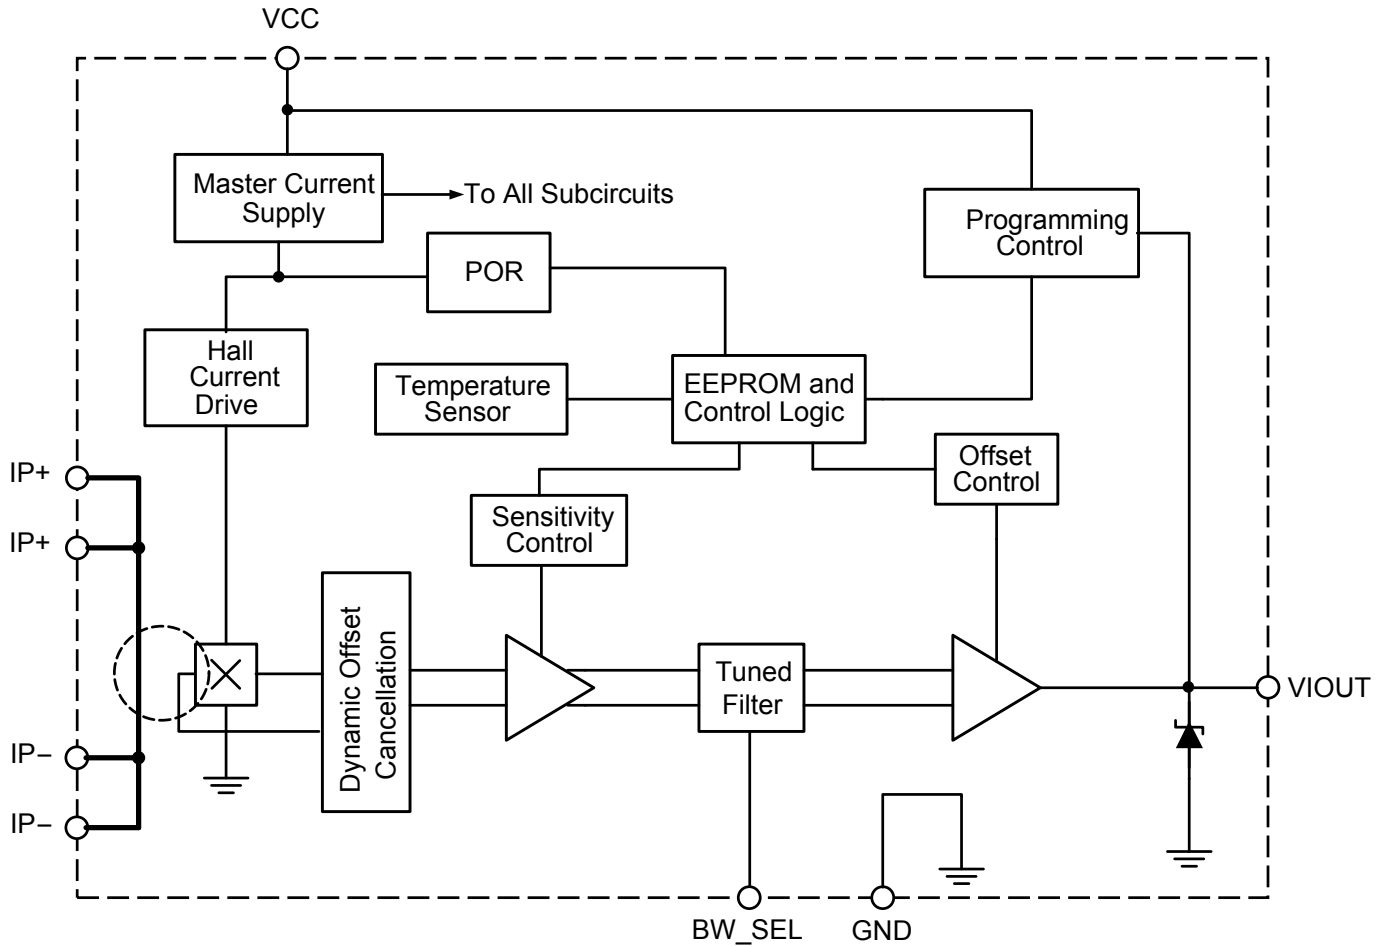 VCC
Master Current
Supply
To All Subcircuits
Programming
Control
POR
Hall
Current
Drive
Temperature
Sensor
EEPROM and
Control Logic
Offset
Control
IP+
Sensitivity
Control
IP+
Dynamic Offset
Cancellation
Tuned
Filter
VIOUT
IP−
IP−
BW_SEL
GND